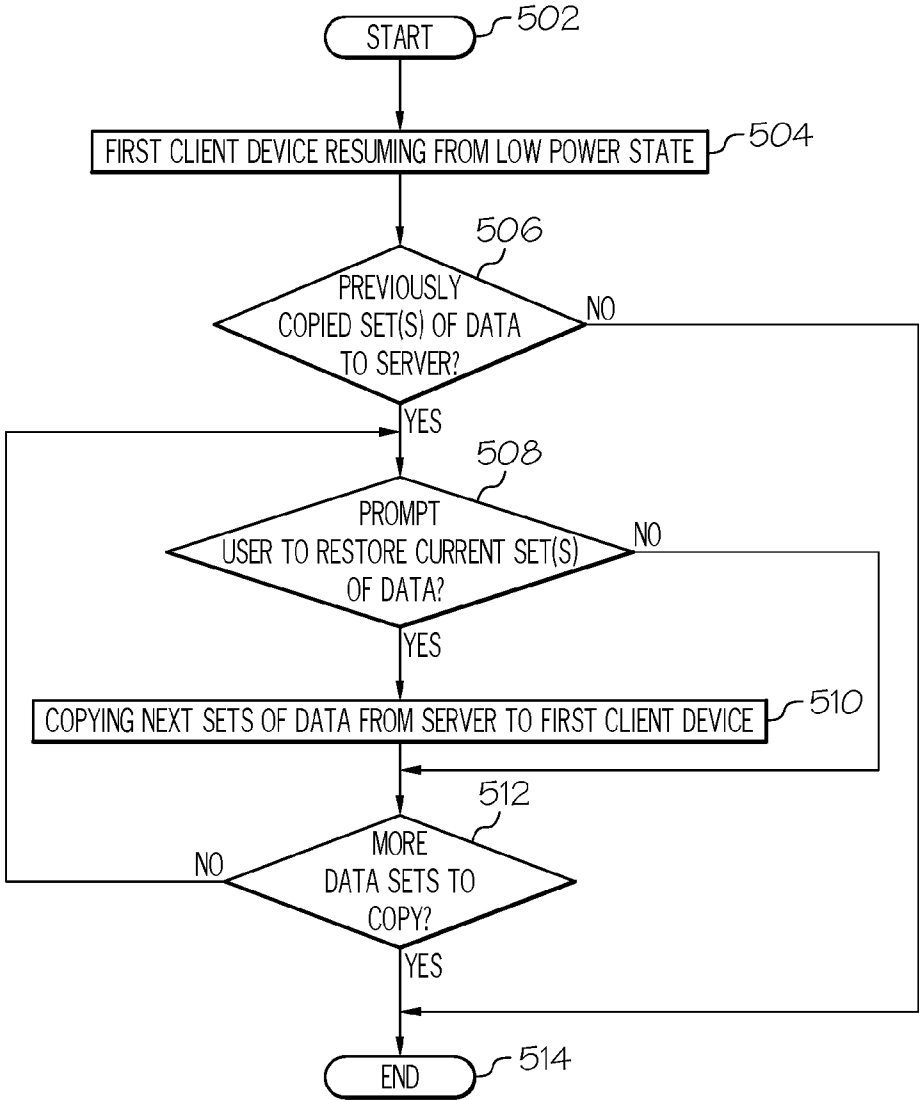 START
502
FIRST CLIENT DEVICE RESUMING FROM LOW POWER STATE
504
506
PREVIOUSLY
COPIED SET(S) OF DATA
TO SERVER?
NO
YES
508
PROMPT
USER TO RESTORE CURRENT SET(S)
OF DATA?
NO
YES
COPYING NEXT SETS OF DATA FROM SERVER TO FIRST CLIENT DEVICE
510
512
MORE
DATA SETS TO
COPY?
NO
YES
END
514